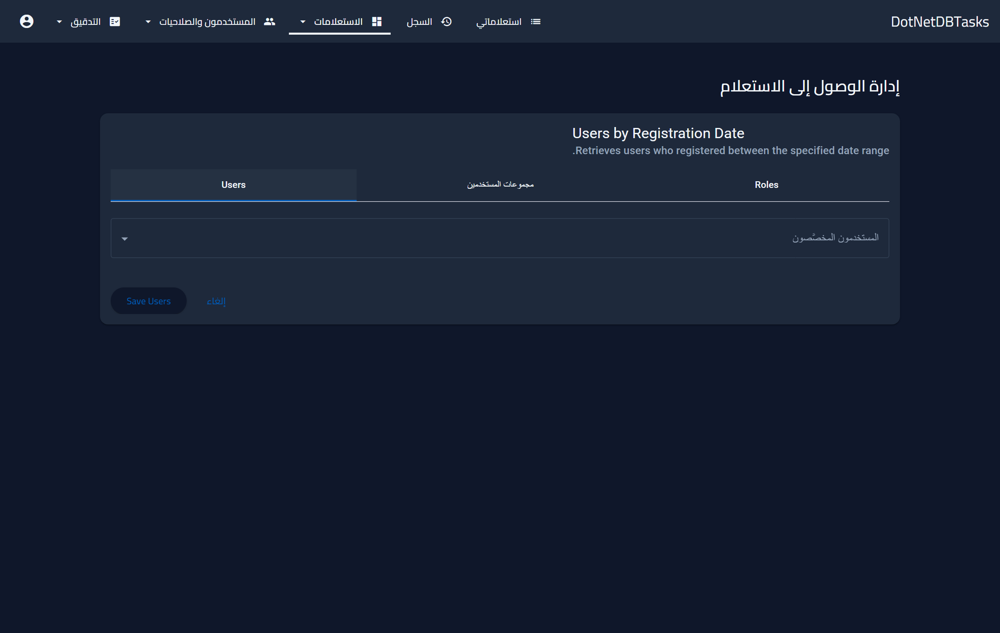 DotNetDBTasks
استعلاماتي
السجل
الاستعلامات
المستخدمون والصلاحيات
التدقيق
إدارة الوصول إلى الاستعلام
Users by Registration Date
.Retrieves users who registered between the specified date range
Roles
مجموعات المستخدمين
Users
المستخدمون المخصَّصون
إلغاء
Save Users